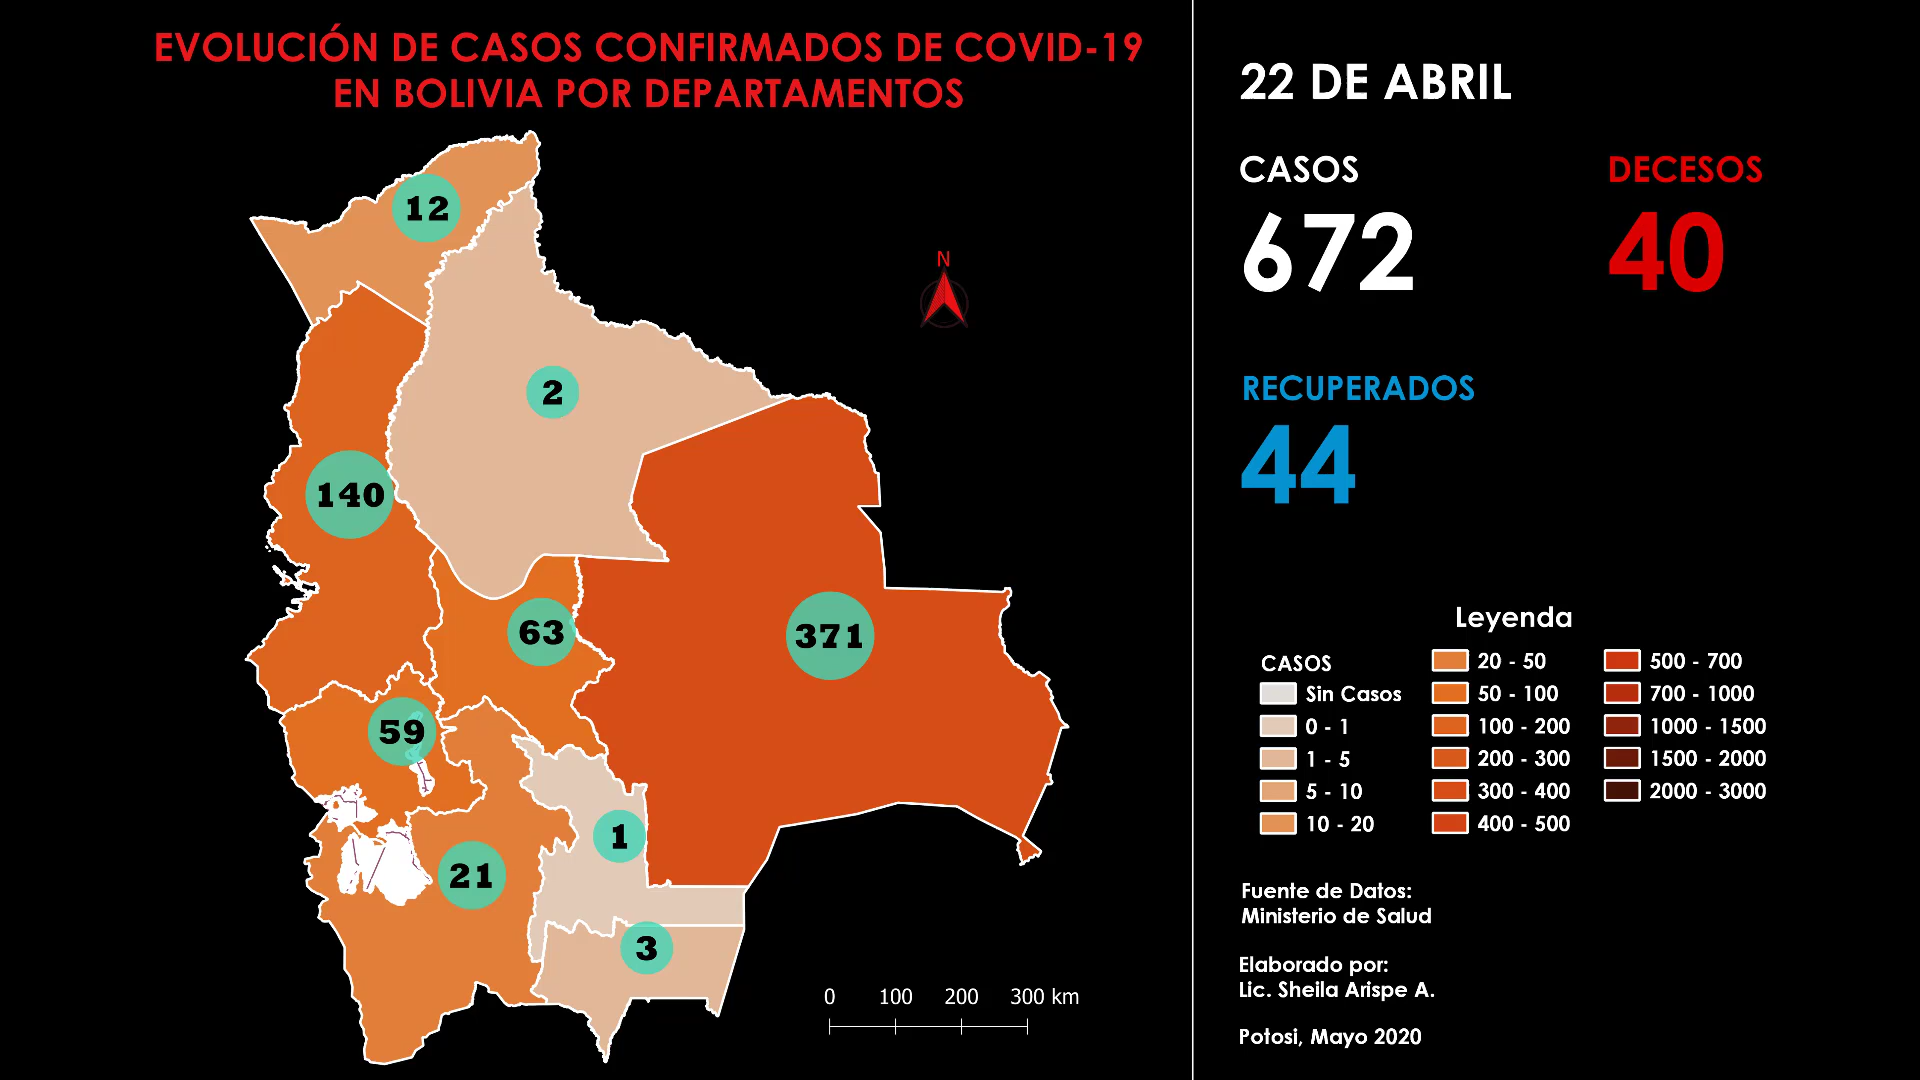 EVOLUCIÓN DE CASOS CONFIRMADOS DE COVID-19
EN BOLIVIA POR DEPARTAMENTOS
12
2
140
63
371
59
1
21
3
N
0 100 200 300 km
22 DE ABRIL
CASOS
672
DECESOS
40
RECUPERADOS
44
Leyenda
CASOS
Sin Casos
0 - 1
1 - 5
5 - 10
10 - 20
20 - 50
50 - 100
100 - 200
200 - 300
300 - 400
400 - 500
500 - 700
700 - 1000
1000 - 1500
1500 - 2000
2000 - 3000
Fuente de Datos:
Ministerio de Salud
Elaborado por:
Lic. Sheila Arispe A.
Potosi, Mayo 2020